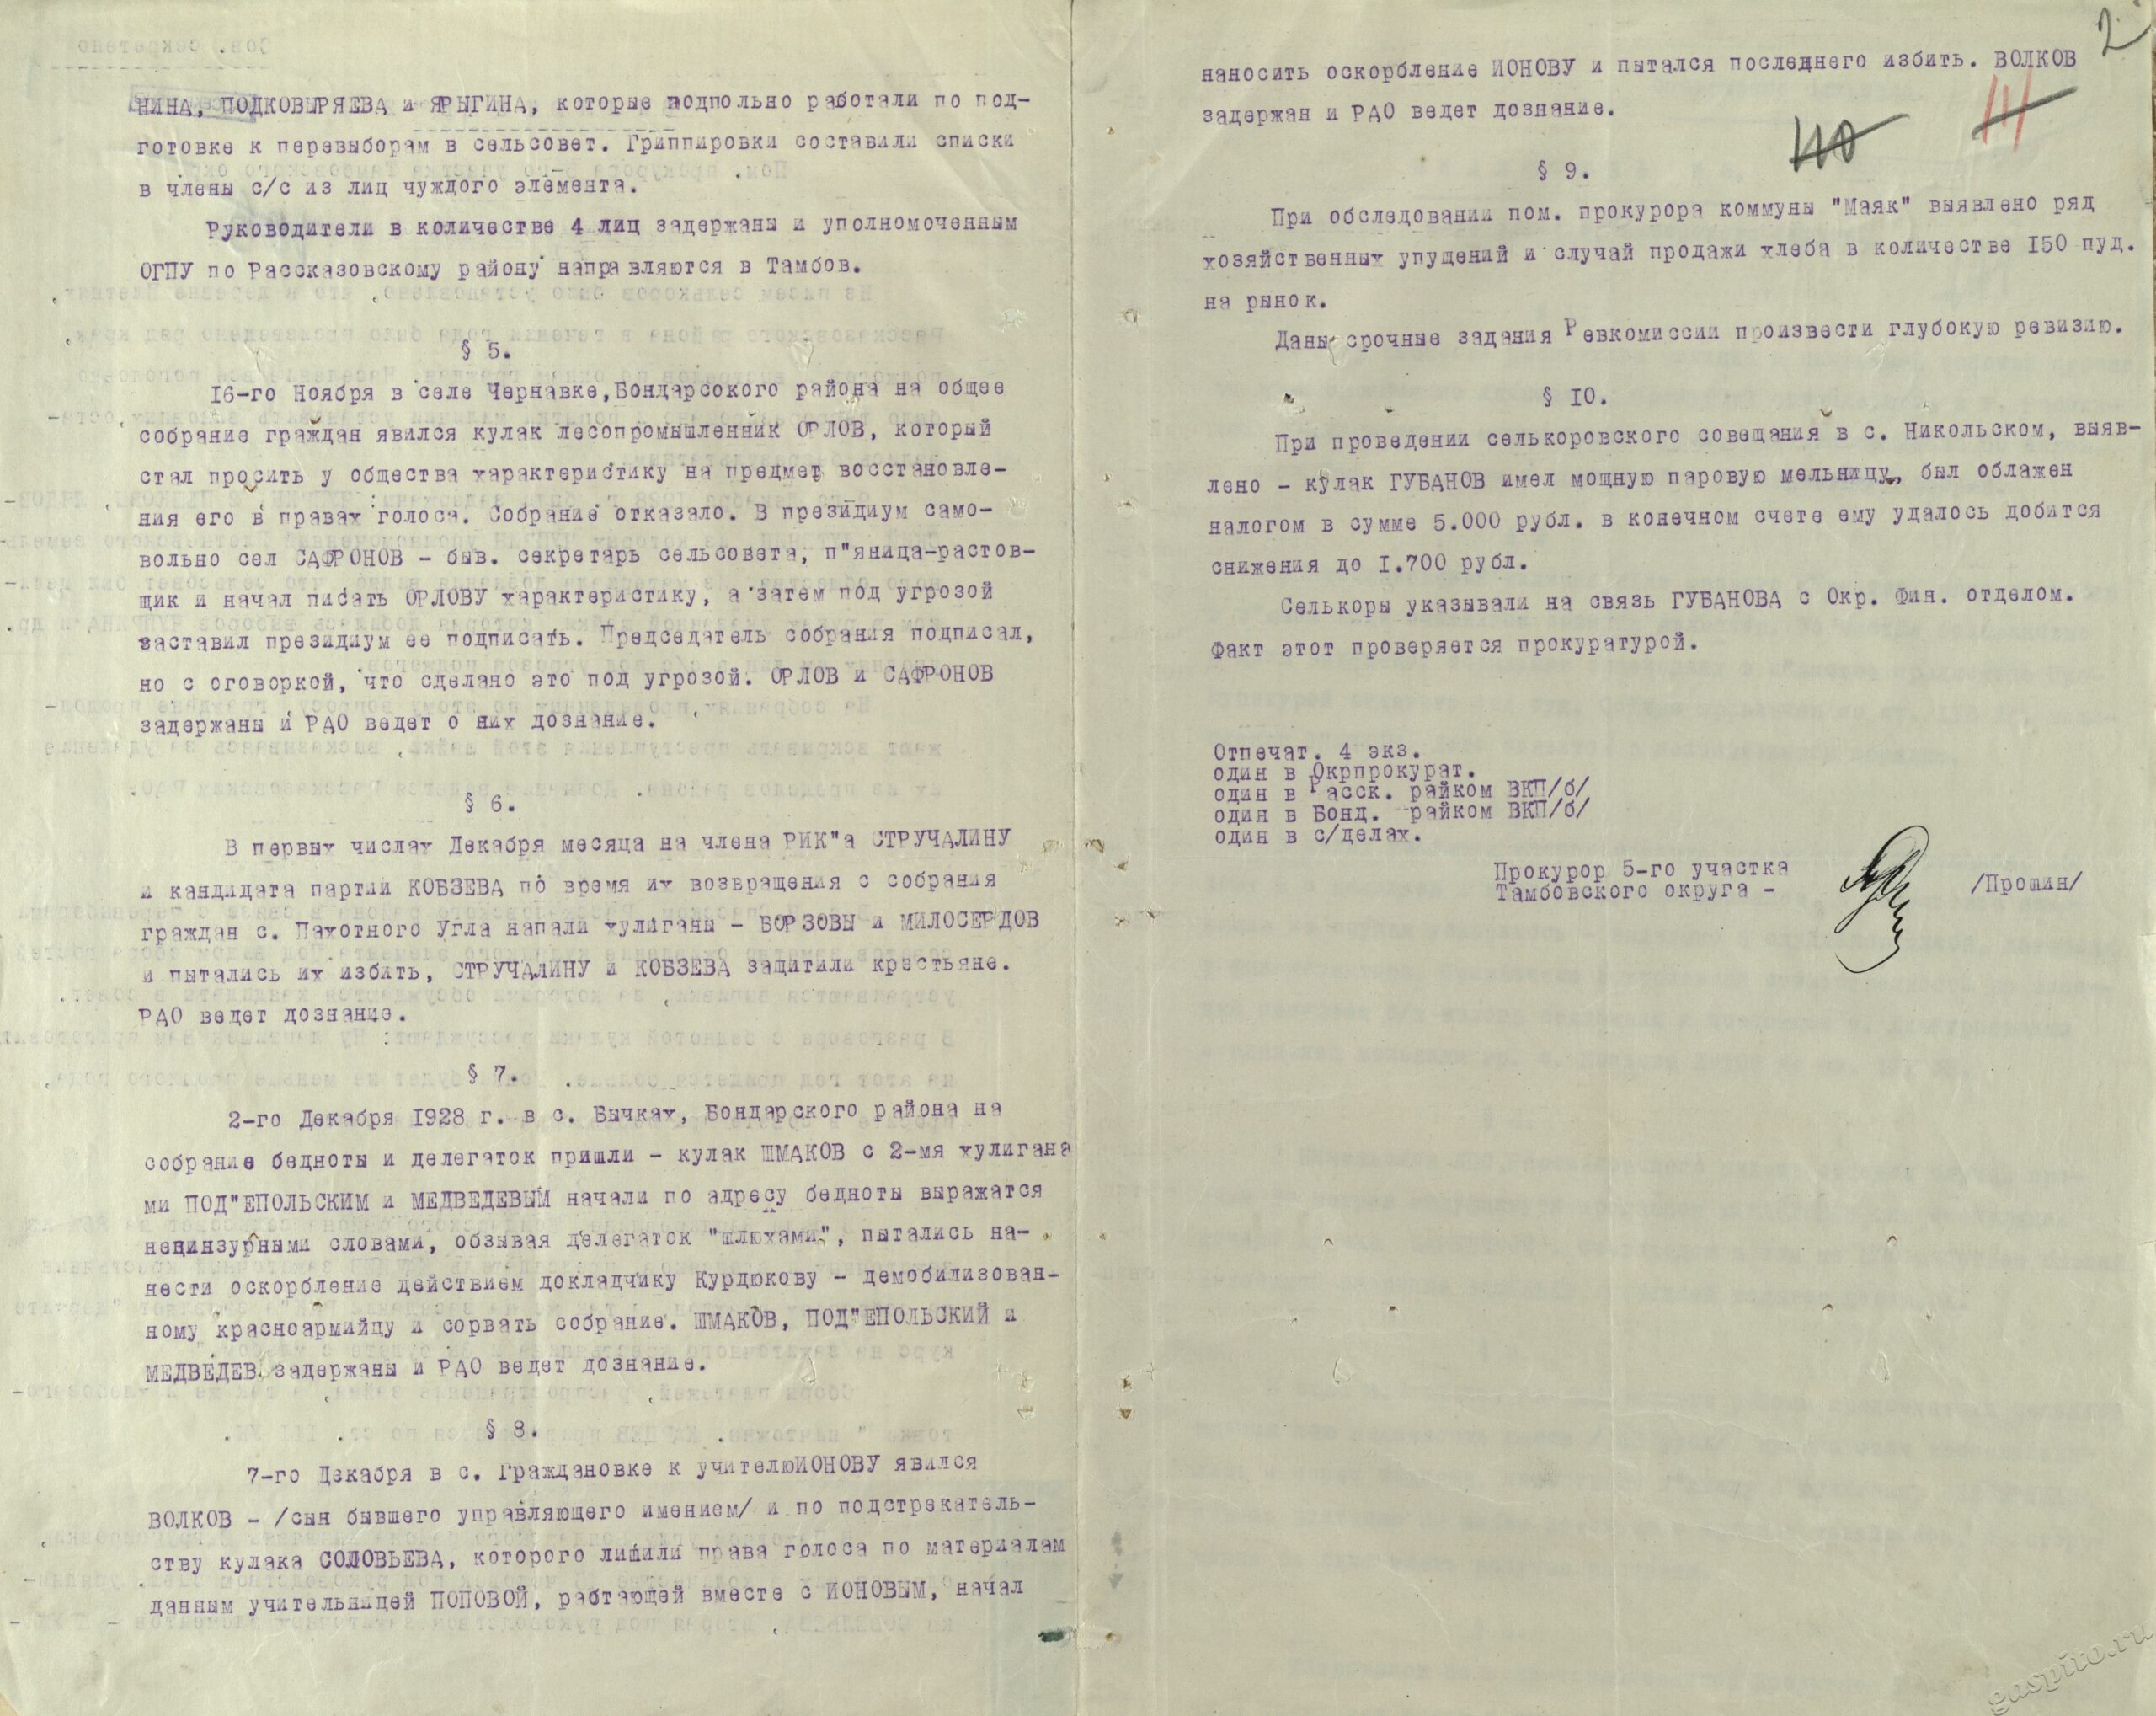 НИНА, ПОДКОВЫРЯЕВА и ЯРЫГИНА, которые подпольно работали по под-
готовке к перевыборам в сельсовет. Гриппировки составили списки
в члены с/с из лиц чуждого элемента.
Руководители в количестве 4 лиц задержаны и уполномоченным
ОГПУ по Рассказовскому району направляются в Тамбов.
§ 5.
16-го Ноября в селе Чернавке,Бондарсокого района на общее
собрание граждан явился кулак лесопромышленник ОРЛОВ, который
стал просить у общества характеристику на предмет восстановле-
ния его в правах голоса. Собрание отказало. В президиум само-
вольно сел САФРОНОВ - быв. секретарь сельсовета, п"яница-растов-
щик и начал писать ОРЛОВУ характеристику, а затем под угрозой
заставил президиум ее подписать. Председатель собрания подписал,
но с оговоркой, что сделано это под угрозой. ОРЛОВ и САФРОНОВ
задержаны и РАО ведет о них дознание.
§ 6.
В первых числах Декабря месяца на члена РИК"а СТРУЧАЛИНУ
и кандидата партии КОБЗЕВА по время их возвращения с собрания
граждан с. Пахотного Угла напали хулиганы - БОРЗОВЫ и МИЛОСЕРДОВ
и пытались их избить, СТРУЧАЛИНУ и КОБЗЕВА защитили крестьяне.
РАО ведет дознание.
§ 7.
2-го Декабря 1928 г. в с. Бычках, Бондарского района на
собрание бедноты и делегаток пришли - кулак ШМАКОВ с 2-мя хулигана
ми ПОД"ЕПОЛЬСКИМ и МЕДВЕДЕВЫМ начали по адресу бедноты выражатся
нецинзурными словами, обзывая делегаток "шлюхами", пытались на-
нести оскорбление действием докладчику Курдюкову - демобилизован-
ному красноармийцу и сорвать собрание. ШМАКОВ, ПОД"ЕПОЛЬСКИЙ и
МЕДВЕДЕВ задержаны и РАО ведет дознание.
§ 8.
7-го Декабря в с. Граждановке к учителюИОНОВУ явился
ВОЛКОВ - /сын бывшего управляющего имением/ и по подстрекатель-
ству кулака СОЛОВЬЕВА, которого лишили права голоса по материалам
данным учительницей ПОПОВОЙ, рабтающей вместе с ИОНОВЫМ, начал
2
наносить оскорбление ИОНОВУ и пытался последнего избить. ВОЛКОВ
задержан и РАО ведет дознание.
110
111
§ 9.
При обследовании пом. прокурора коммуны "Маяк" выявлено ряд
хозяйственных упущений и случай продажи хлеба в количестве 150 пуд.
на рынок.
Даны срочные задания Ревкомиссии произвести глубокую ревизию.
§ 10.
При проведении селькоровского совещания в с. Никольском, выяв-
лено - кулак ГУБАНОВ имел мощную паровую мельницу, был облажен
налогом в сумме 5.000 рубл. в конечном счете ему удалось добится
снижения до 1.700 рубл.
Селькоры указывали на связь ГУБАНОВА с Окр. Фин. отделом.
Факт этот проверяется прокуратурой.
Отпечат. 4 экз.
один в Окрпрокурат.
один в Расск. райком ВКП/б/
один в Бонд. райком ВКП/б/
один в с/делах.
Прокурор 5-го участка
Тамбовского округа - /Прошин/
gaspito.ru